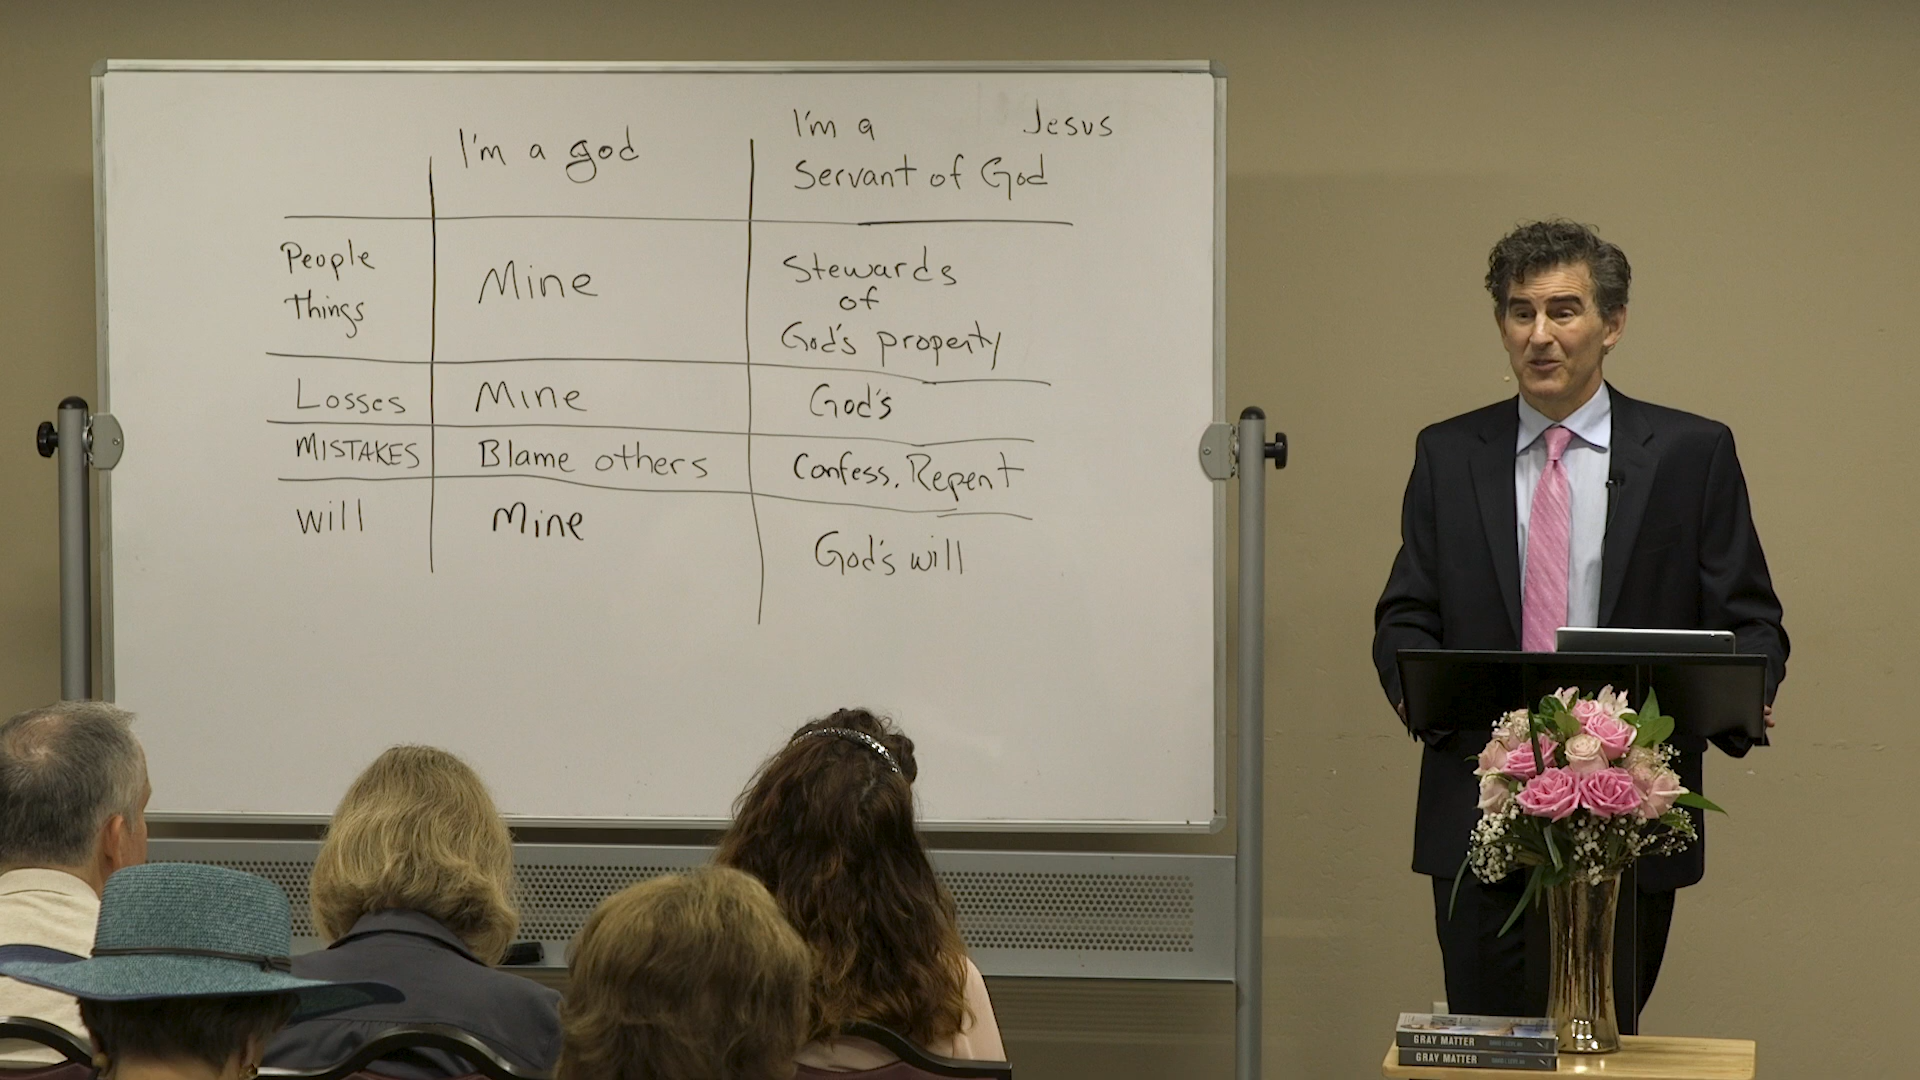 I'm a god
I'm a
Servant of God
Jesus
People
Things
Mine
Stewards
of
God's property
Losses
Mine
God's
MISTAKES
Blame others
Confess. Repent
Will
Mine
God's will
GRAY MATTER
GRAY MATTER